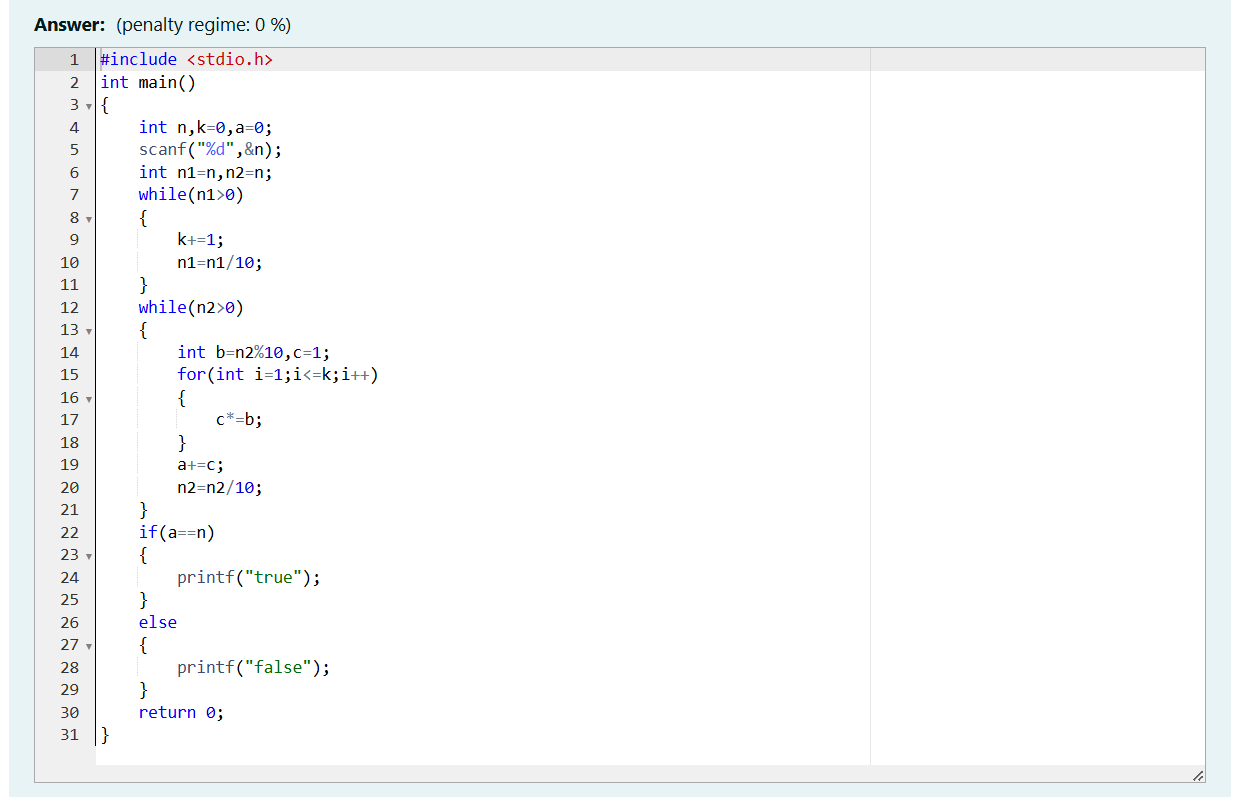 Answer: (penalty regime: 0 %)
1 #include <stdio.h>
2 int main()
3 {
4     int n,k=0,a=0;
5     scanf("%d",&n);
6     int n1=n,n2=n;
7     while(n1>0)
8     {
9         k+=1;
10         n1=n1/10;
11     }
12     while(n2>0)
13     {
14         int b=n2%10,c=1;
15         for(int i=1;i<=k;i++)
16         {
17             c*=b;
18         }
19         a+=c;
20         n2=n2/10;
21     }
22     if(a==n)
23     {
24         printf("true");
25     }
26     else
27     {
28         printf("false");
29     }
30     return 0;
31 }